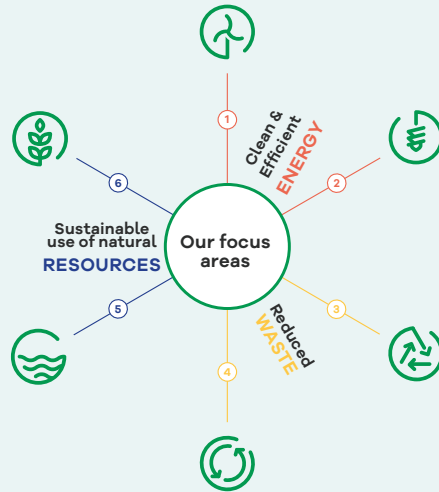 1
Clean &
Efficient
ENERGY
2
6
Sustainable
use of natural
RESOURCES
Our focus
areas
5
3
Reduced
WASTE
4